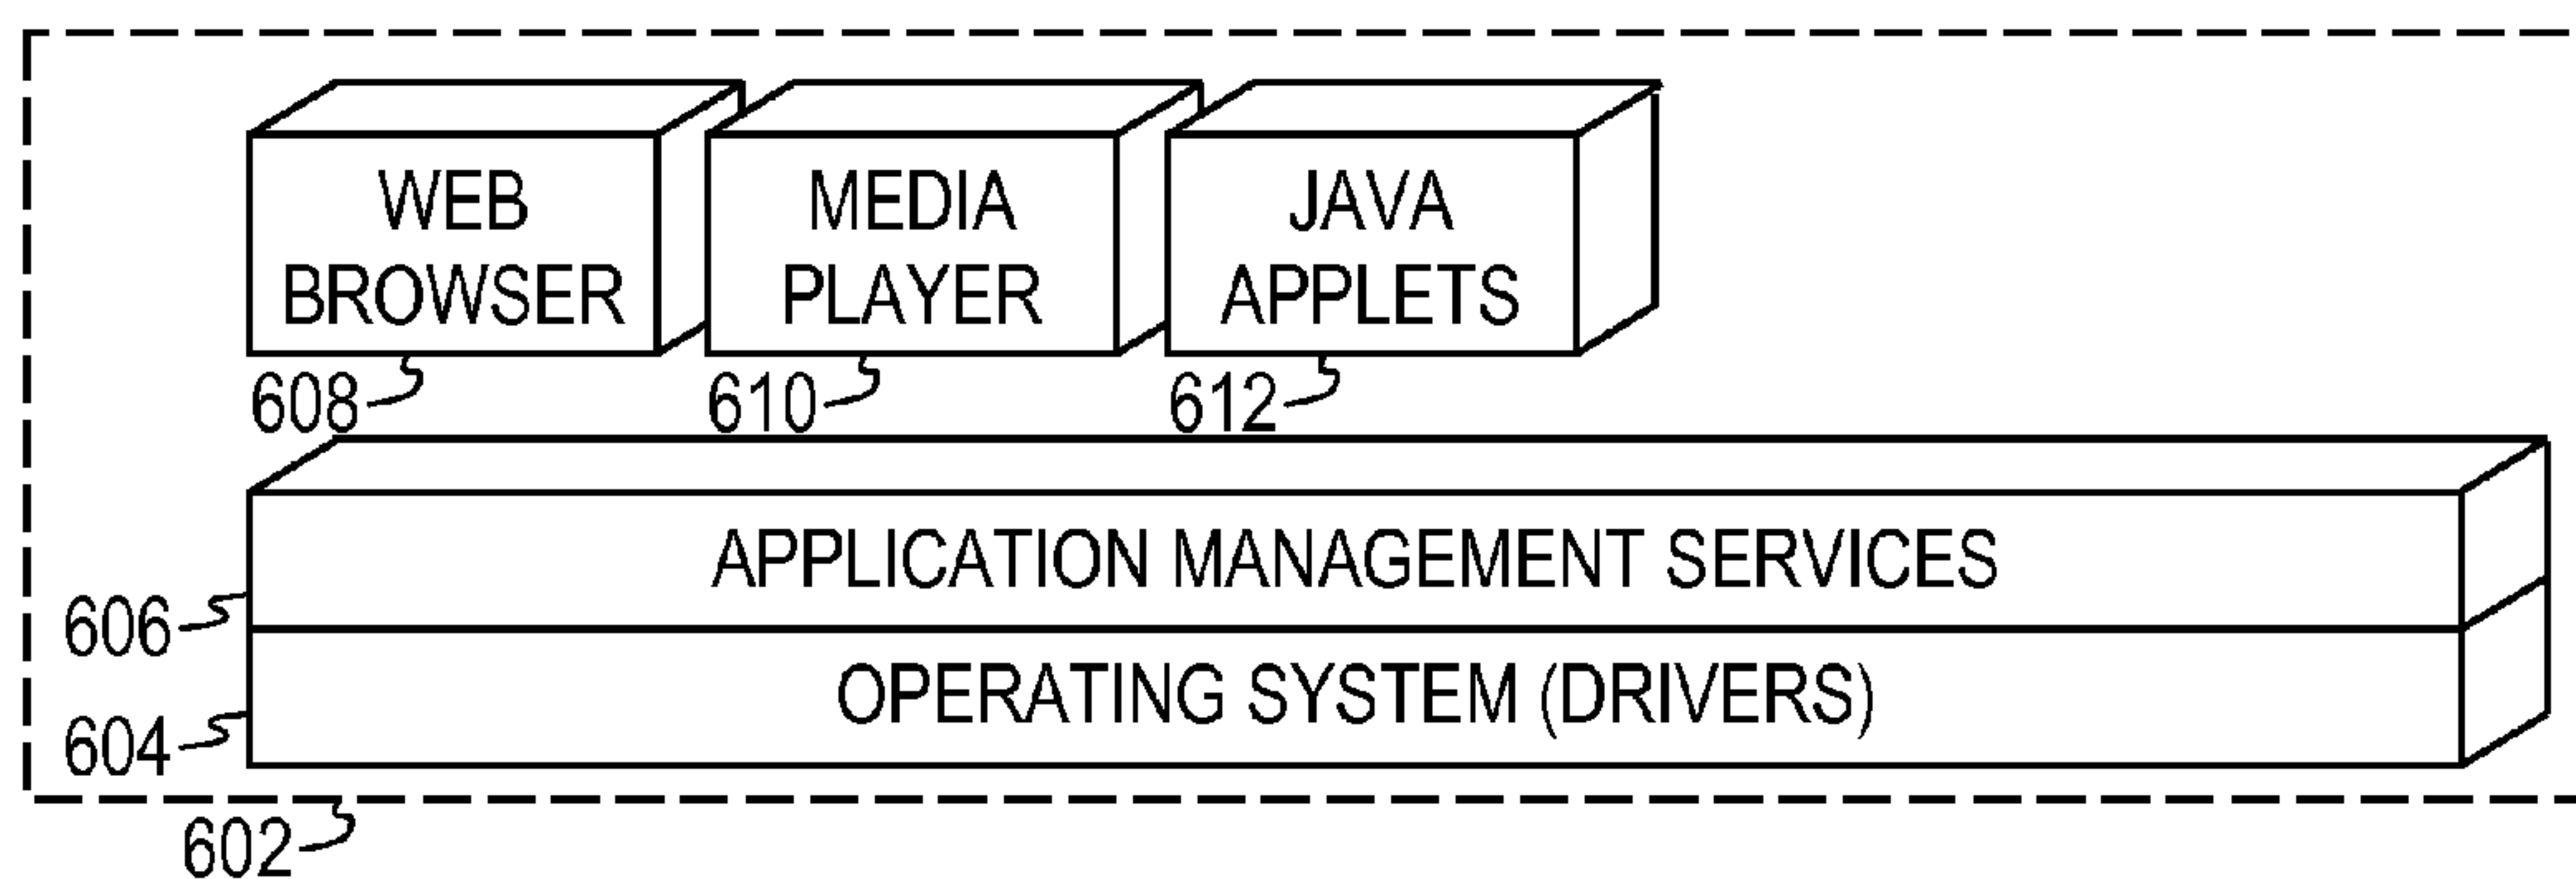 WEB
BROWSER
MEDIA
PLAYER
JAVA
APPLETS
608
610
612
APPLICATION MANAGEMENT SERVICES
606
OPERATING SYSTEM (DRIVERS)
604
602